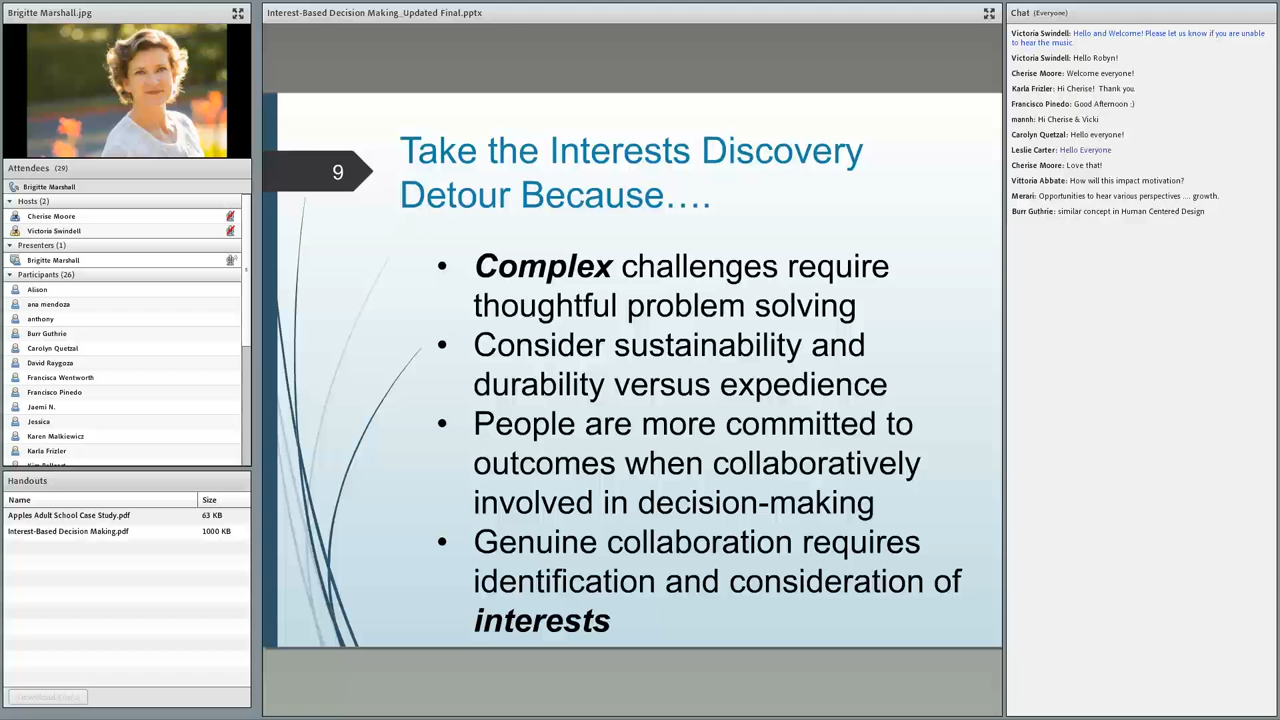 Brigitte Marshall.jpg
Attendees (29)
Brigitte Marshall
Hosts (2)
Cherise Moore
Victoria Swindell
Presenters (1)
Brigitte Marshall
Participants (26)
Alison
ana mendoza
anthony
Burr Guthrie
Carolyn Quetzal
David Raygoza
Francisca Wentworth
Francisco Pinedo
Jaemi N.
Jessica
Karen Malkiewicz
Karla Frizler
Handouts
Name Size
Apples Adult School Case Study.pdf 63 KB
Interest-Based Decision Making.pdf 1000 KB
Interest-Based Decision Making_Updated Final.pptx
9
Take the Interests Discovery
Detour Because….
• Complex challenges require
thoughtful problem solving
• Consider sustainability and
durability versus expedience
• People are more committed to
outcomes when collaboratively
involved in decision-making
• Genuine collaboration requires
identification and consideration of
interests
Chat (Everyone)
Victoria Swindell: Hello and Welcome! Please let us know if you are unable
to hear the music.
Victoria Swindell: Hello Robyn!
Cherise Moore: Welcome everyone!
Karla Frizler: Hi Cherise! Thank you.
Francisco Pinedo: Good Afternoon :)
mannh: Hi Cherise & Vicki
Carolyn Quetzal: Hello everyone!
Leslie Carter: Hello Everyone
Cherise Moore: Love that!
Vittoria Abbate: How will this impact motivation?
Merari: Opportunities to hear various perspectives .... growth.
Burr Guthrie: similar concept in Human Centered Design